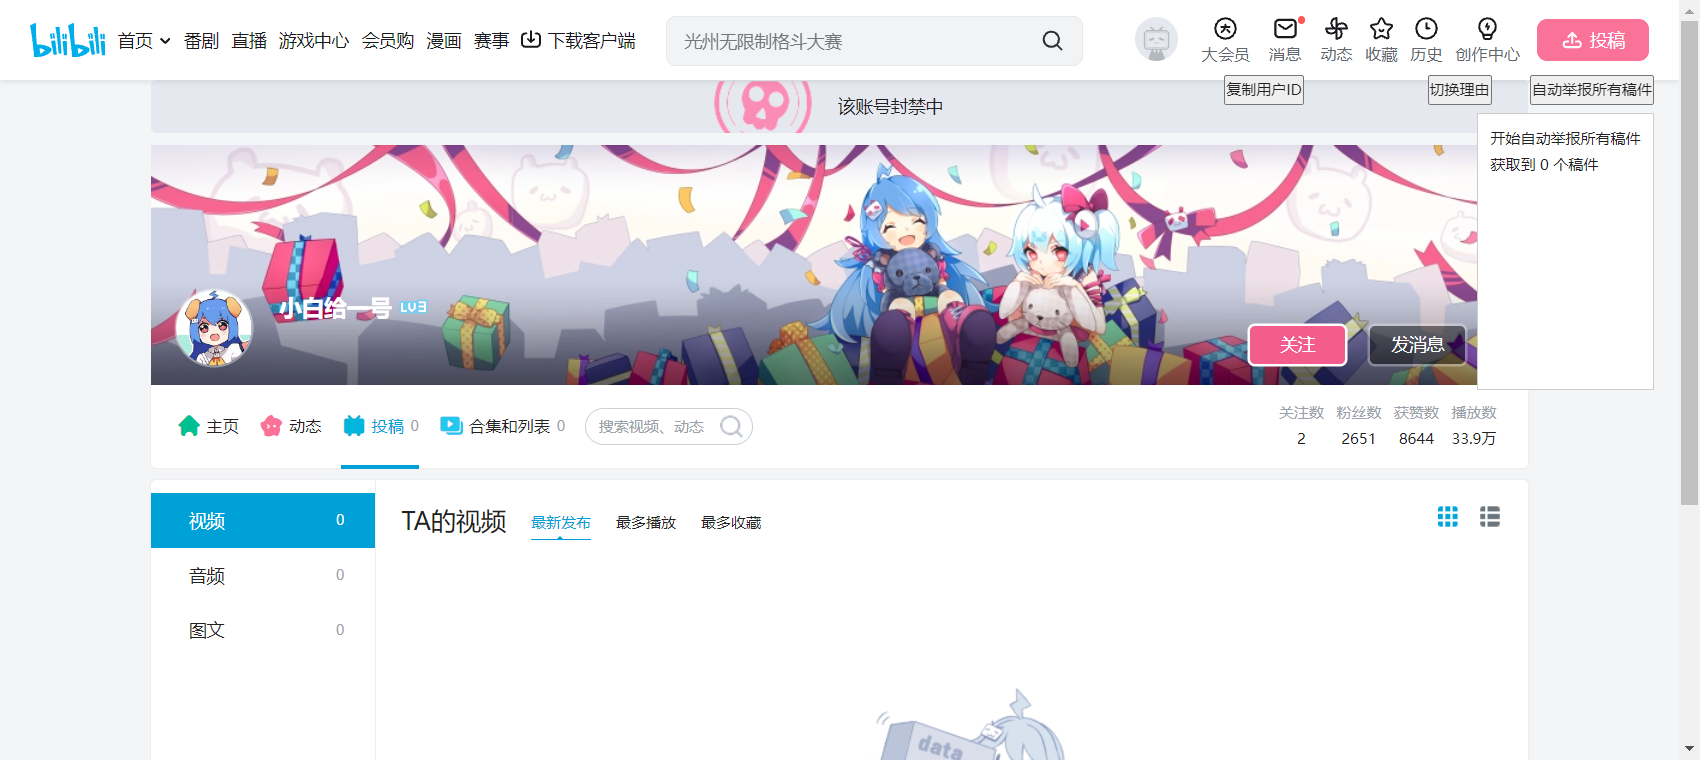 bilibili 首页 番剧 直播 游戏中心 会员购 漫画 赛事 下载客户端
光州无限制格斗大赛
大会员 消息 动态 收藏 历史 创作中心 投稿
复制用户ID 切换理由 自动举报所有稿件
该账号封禁中
开始自动举报所有稿件
获取到 0 个稿件
小白给一号 LV3
关注 发消息
主页 动态 投稿 0 合集和列表 0 搜索视频、动态
关注数 粉丝数 获赞数 播放数
2 2651 8644 33.9万
视频 0
音频 0
图文 0
TA的视频 最新发布 最多播放 最多收藏
data